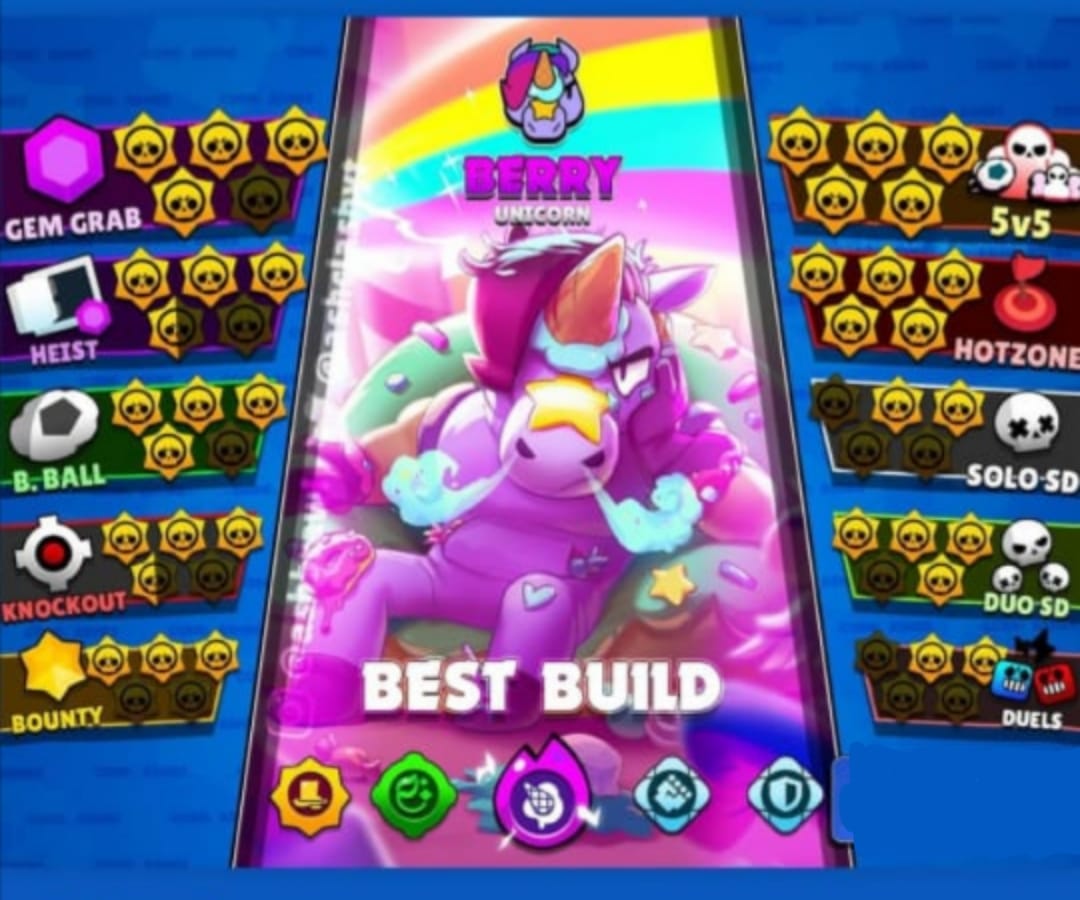 BERRY
UNICORN
GEM GRAB
HEIST
B. BALL
KNOCKOUT
BOUNTY
5v5
HOTZONE
SOLO SD
DUO SD
DUELS
BEST BUILD